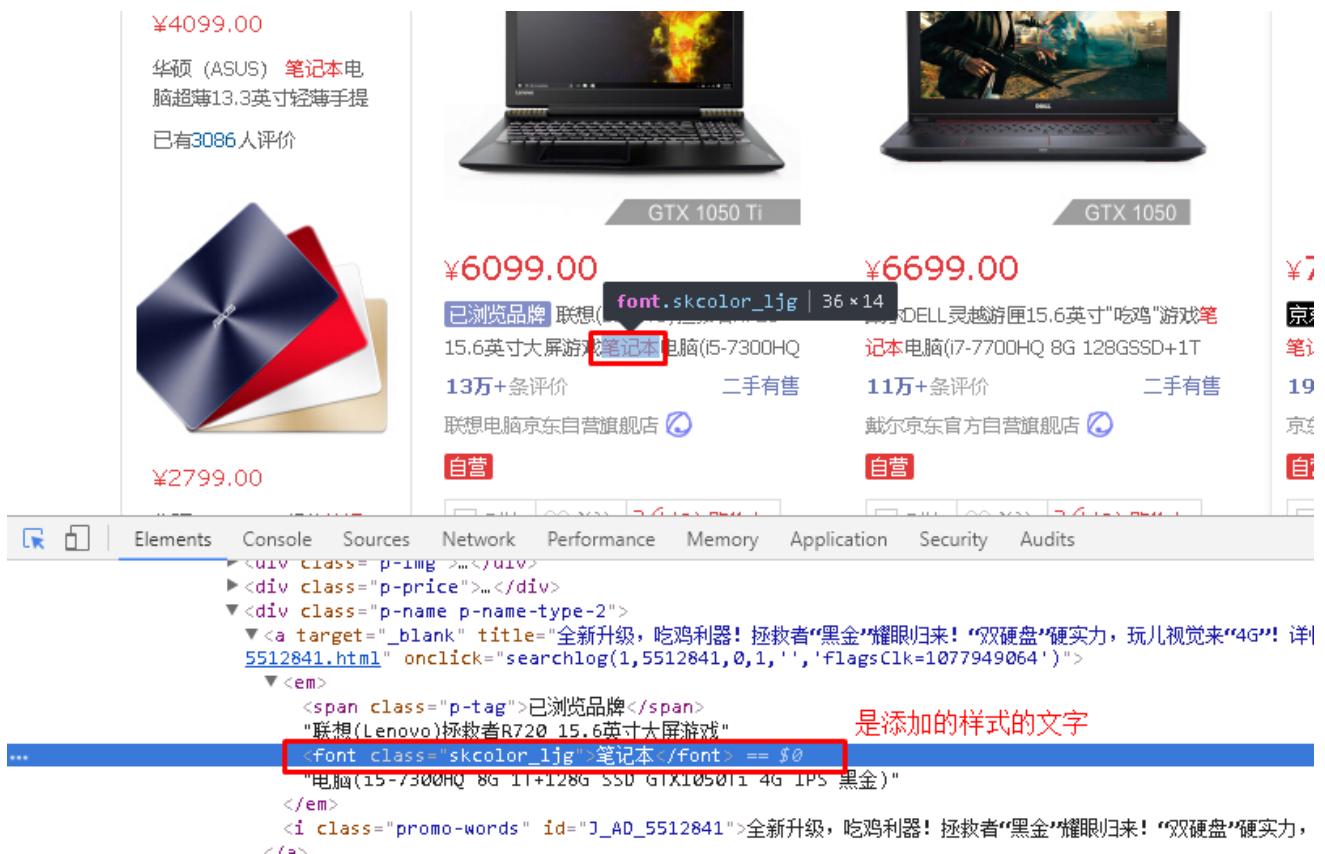 ¥4099.00
华硕（ASUS） 笔记本电
脑超薄13.3英寸轻薄手提
已有3086人评价
¥2799.00
Lenovo
GTX 1050 Ti
¥6099.00
font.skcolor_ljg | 36×14
已浏览品牌 联想(
15.6英寸大屏游戏笔记本电脑(i5-7300HQ
13万+条评价 二手有售
联想电脑京东自营旗舰店
自营
DELL
GTX 1050
¥6699.00
DELL灵越游匣15.6英寸"吃鸡"游戏笔
记本电脑(i7-7700HQ 8G 128GSSD+1T
11万+条评价 二手有售
戴尔京东官方自营旗舰店
自营
¥7
笔
19
京东
自
Elements Console Sources Network Performance Memory Application Security Audits
<div class="p-img">…</div>
<div class="p-price">…</div>
<div class="p-name p-name-type-2">
<a target="_blank" title="全新升级，吃鸡利器！拯救者“黑金”耀眼归来！“双硬盘”硬实力，玩儿视觉来“4G”！详
5512841.html" onclick="searchlog(1,5512841,0,1,'','flagsClk=1077949064')">
<em>
<span class="p-tag">已浏览品牌</span>
"联想(Lenovo)拯救者R720 15.6英寸大屏游戏"
是添加的样式的文字
<font class="skcolor_ljg">笔记本</font> == $0
"电脑(i5-7300HQ 8G 1T+128G SSD GTX1050Ti 4G IPS 黑金)"
</em>
<i class="promo-words" id="J_AD_5512841">全新升级，吃鸡利器！拯救者“黑金”耀眼归来！“双硬盘”硬实力，
</a>